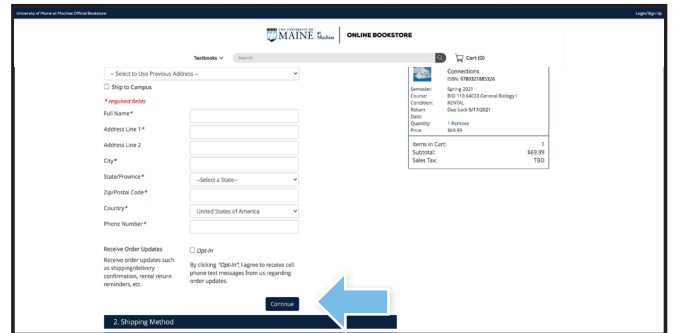 University of Maine at Machias Official Bookstore
Login/Sign Up
THE UNIVERSITY OF
MAINE AT Machias
ONLINE BOOKSTORE
Textbooks
Search
Cart (0)
-- Select to Use Previous Address --
Ship to Campus
* required fields
Full Name*
Address Line 1*
Address Line 2
City*
State/Province*
--Select a State--
Zip/Postal Code*
Country*
United States of America
Phone Number*
Receive Order Updates
Opt-In
Receive order updates such
as shipping/delivery
confirmation, rental return
reminders, etc.
By clicking "Opt-In", I agree to receive cell
phone text messages from us regarding
order updates.
Continue
2. Shipping Method
Connections
ISBN: 9780321885326
Semester: Spring 2021
Course: BIO 110 64033 General Biology I
Condition: RENTAL
Return Due back 5/17/2021
Date:
Quantity: 1 Remove
Price: $69.99
Items in Cart: 1
Subtotal: $69.99
Sales Tax: TBD